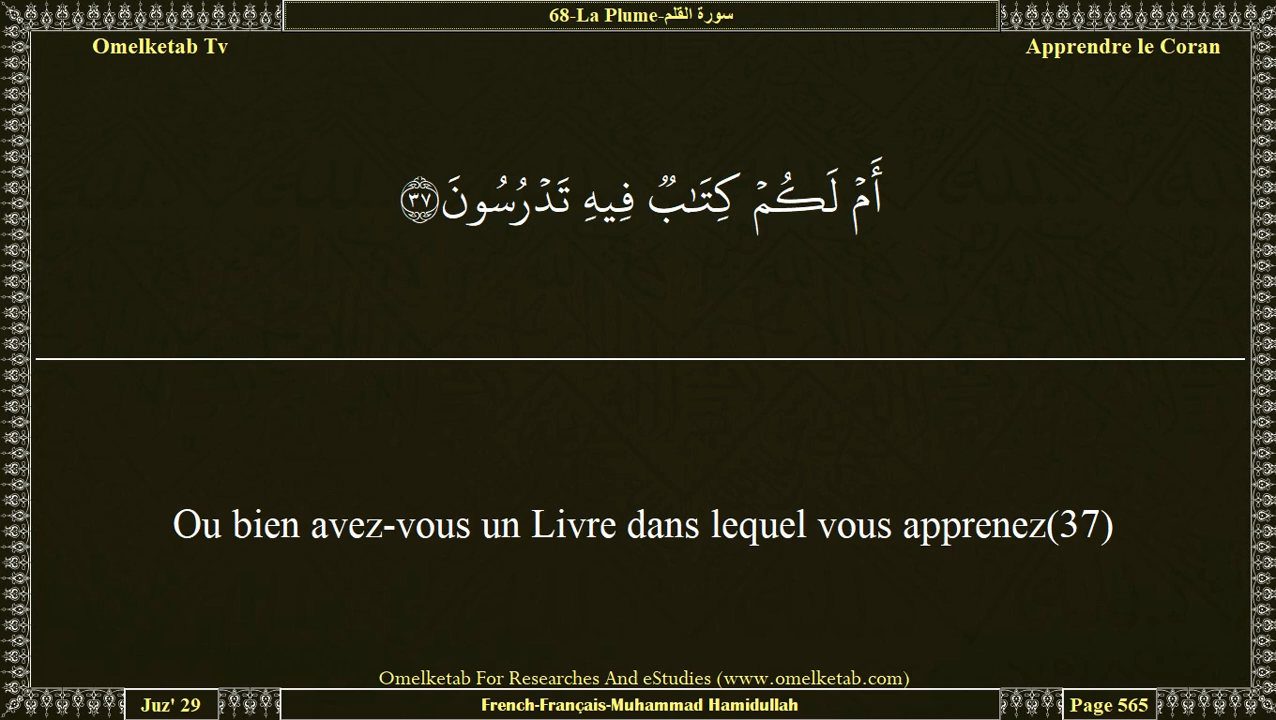 68-La Plume-سورة القلم
Omelketab Tv
Apprendre le Coran
أَمۡ لَكُمۡ كِتَٰبٞ فِيهِ تَدۡرُسُونَ ٣٧
Ou bien avez-vous un Livre dans lequel vous apprenez(37)
Omelketab For Researches And eStudies (www.omelketab.com)
Juz' 29
French-Français-Muhammad Hamidullah
Page 565